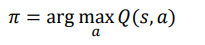 π = arg max Q(s, a)
a